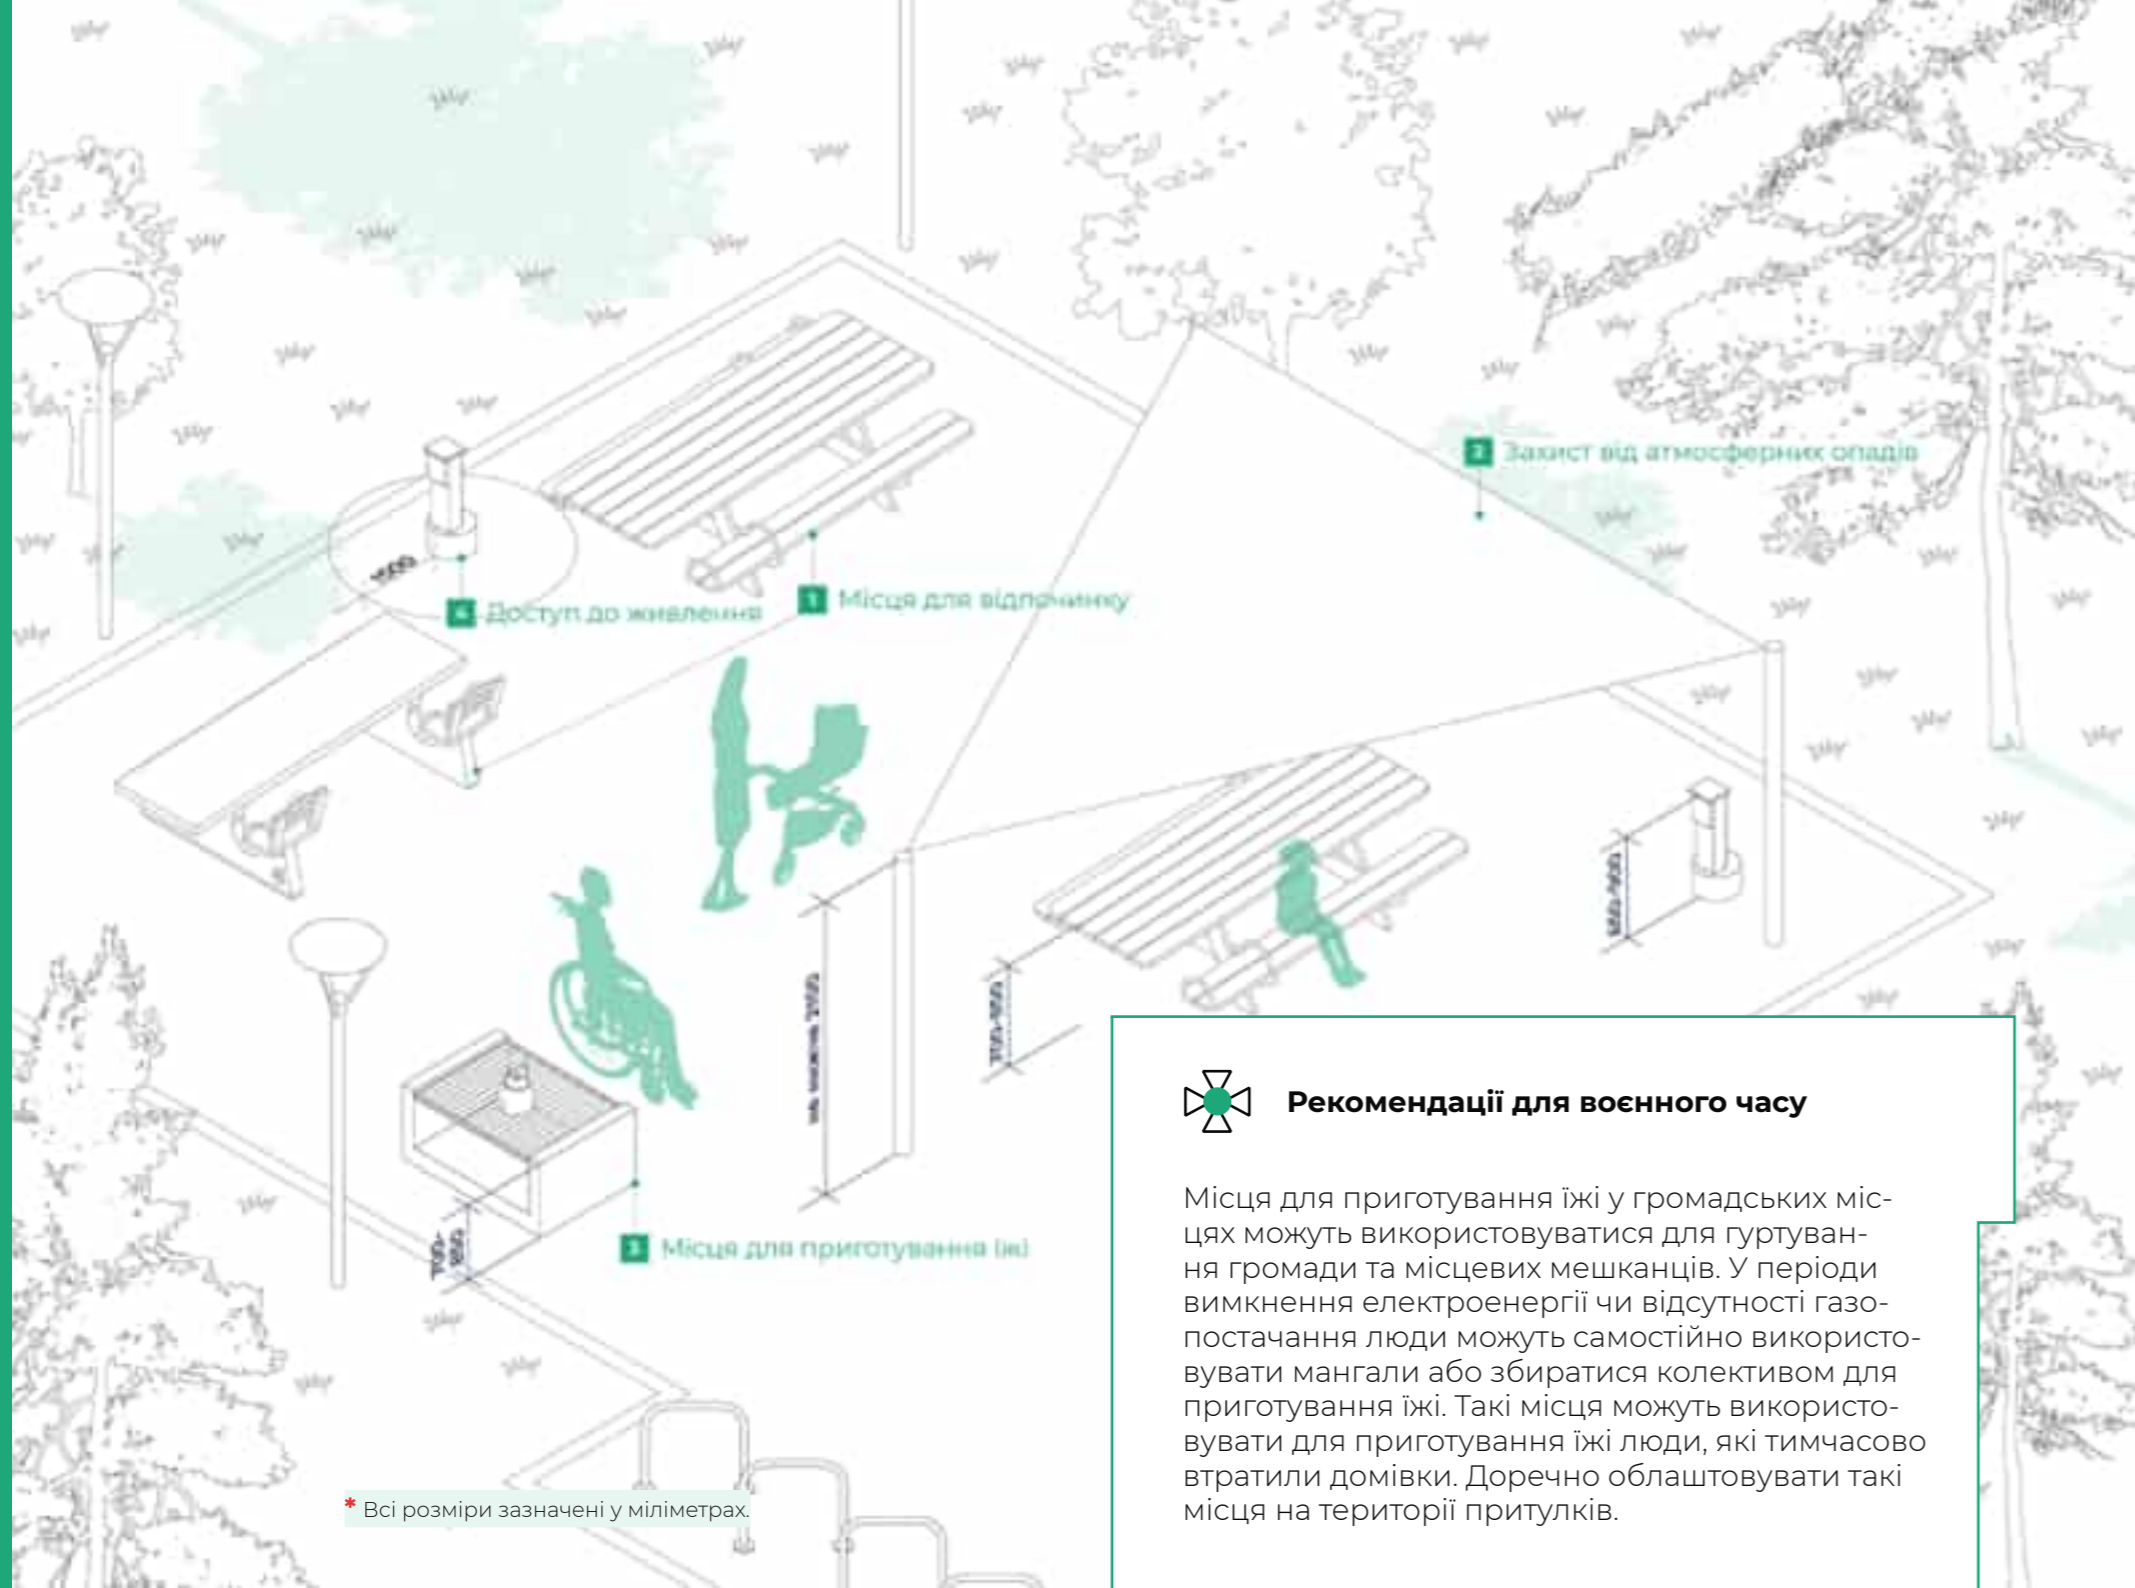 2 Захист від атмосферних опадів
1500
4 Доступ до живлення
1 Місця для відпочинку
3 Місця для приготування їжі
Рекомендації для воєнного часу
Місця для приготування їжі у громадських міс-
цях можуть використовуватися для гуртуван-
ня громади та місцевих мешканців. У періоди
вимкнення електроенергії чи відсутності газо-
постачання люди можуть самостійно використо-
вувати мангали або збиратися колективом для
приготування їжі. Такі місця можуть використо-
вувати для приготування їжі люди, які тимчасово
втратили домівки. Доречно облаштовувати такі
місця на території притулків.
* Всі розміри зазначені у міліметрах.